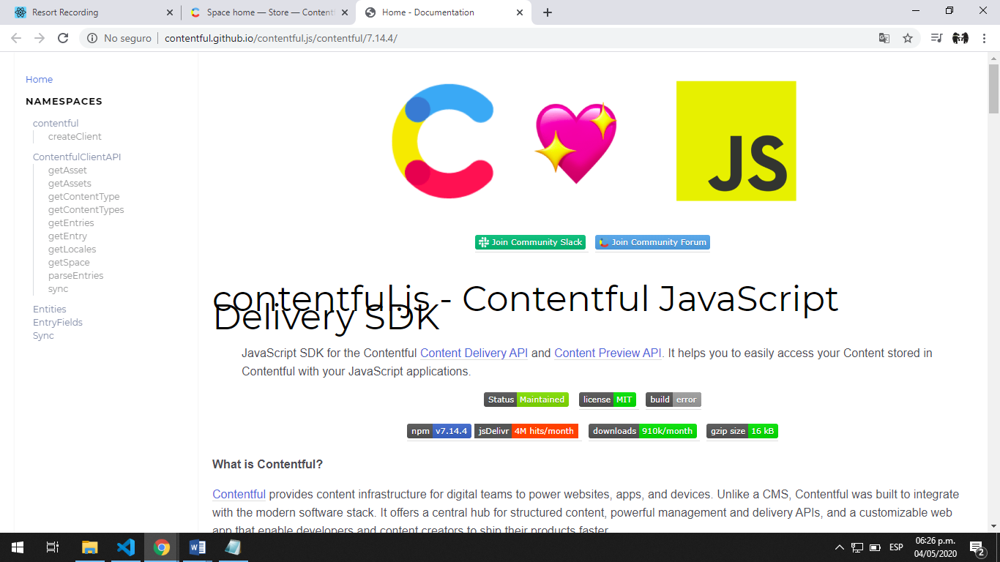 Resort Recording
Space home — Store — Contentf
Home - Documentation
No seguro
contentful.github.io/contentful.js/contentful/7.14.4/
Home
NAMESPACES
contentful
createClient
ContentfulClientAPI
getAsset
getAssets
getContentType
getContentTypes
getEntries
getEntry
getLocales
getSpace
parseEntries
sync
Entities
EntryFields
Sync
JS
Join Community Slack
Join Community Forum
contentful.js - Contentful JavaScript
Delivery SDK
JavaScript SDK for the Contentful Content Delivery API and Content Preview API. It helps you to easily access your Content stored in
Contentful with your JavaScript applications.
Status Maintained
license MIT
build error
npm v7.14.4
jsDelivr 4M hits/month
downloads 910k/month
gzip size 16 kB
What is Contentful?
Contentful provides content infrastructure for digital teams to power websites, apps, and devices. Unlike a CMS, Contentful was built to integrate
with the modern software stack. It offers a central hub for structured content, powerful management and delivery APIs, and a customizable web
app that enable developers and content creators to ship their products faster.
ESP
06:26 p.m.
04/05/2020
2